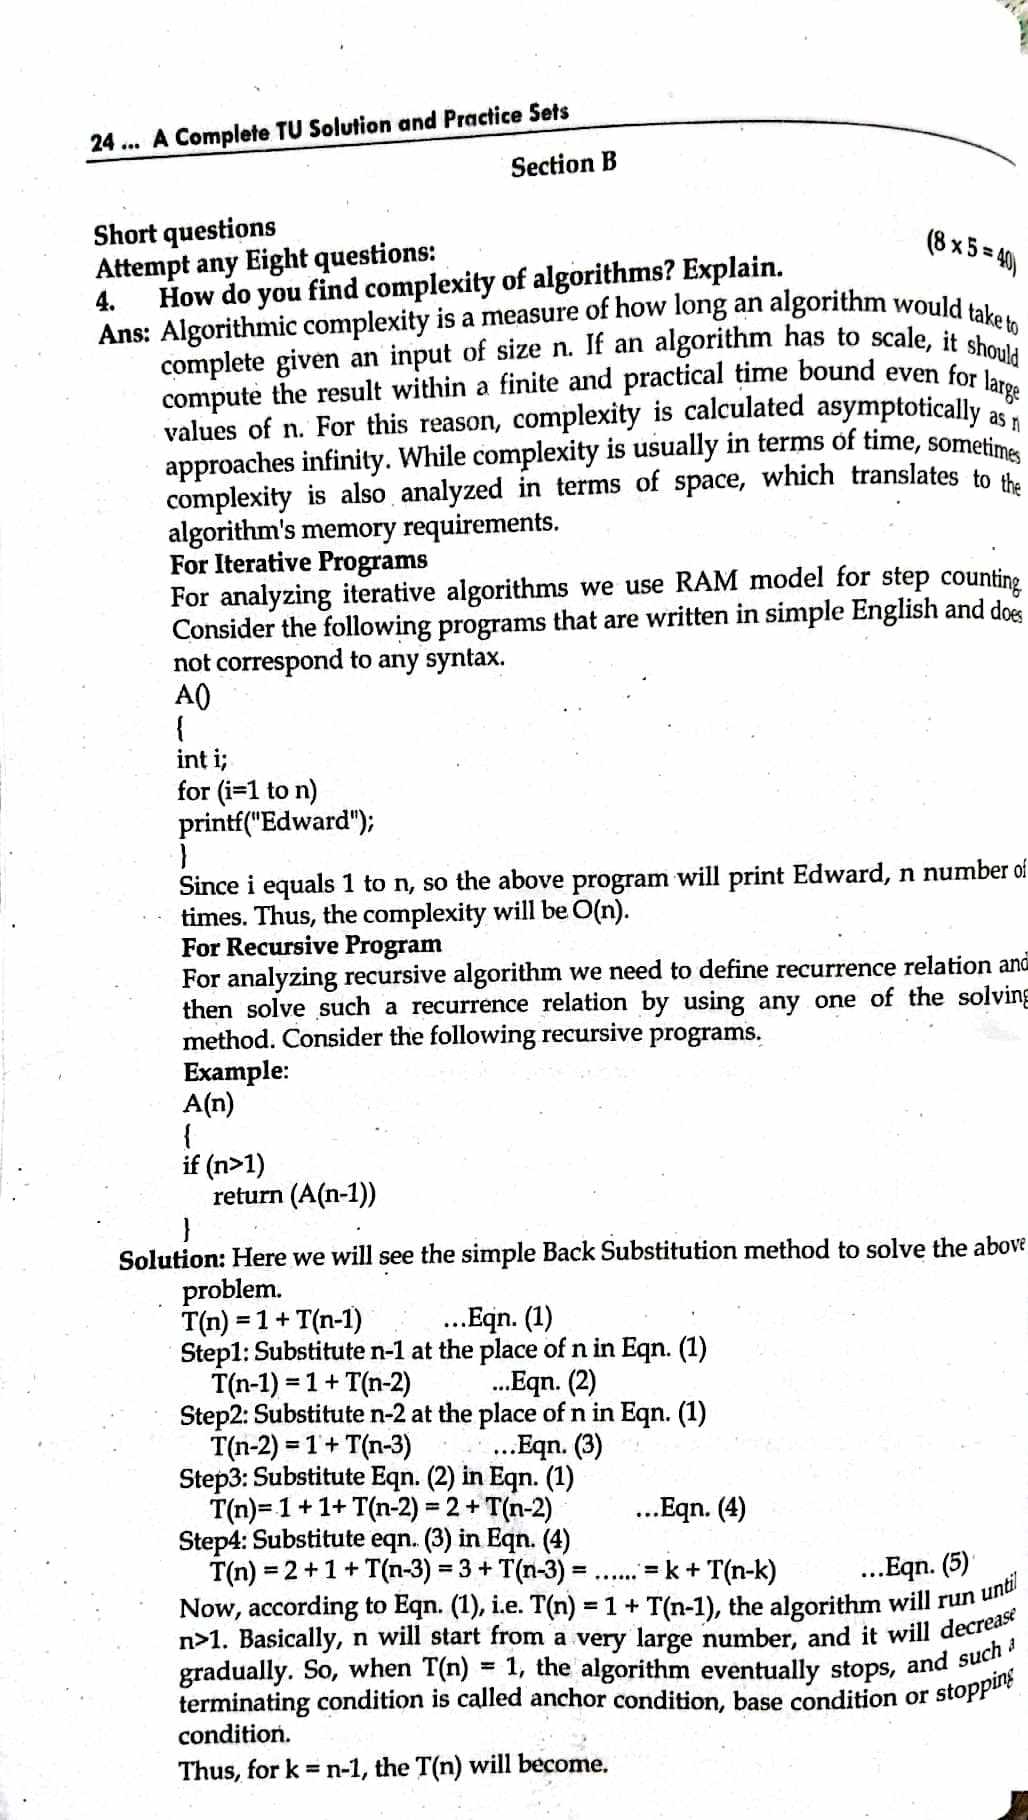 24 ... A Complete TU Solution and Practice Sets
Section B
Short questions
Attempt any Eight questions:
(8 x 5 = 40)
4. How do you find complexity of algorithms? Explain.
Ans: Algorithmic complexity is a measure of how long an algorithm would take to
complete given an input of size n. If an algorithm has to scale, it should
compute the result within a finite and practical time bound even for large
values of n. For this reason, complexity is calculated asymptotically as n
approaches infinity. While complexity is usually in terms of time, sometimes
complexity is also analyzed in terms of space, which translates to the
algorithm's memory requirements.
For Iterative Programs
For analyzing iterative algorithms we use RAM model for step counting
Consider the following programs that are written in simple English and does
not correspond to any syntax.
A()
{
int i;
for (i=1 to n)
printf("Edward");
}
Since i equals 1 to n, so the above program will print Edward, n number of
times. Thus, the complexity will be O(n).
For Recursive Program
For analyzing recursive algorithm we need to define recurrence relation and
then solve such a recurrence relation by using any one of the solving
method. Consider the following recursive programs.
Example:
A(n)
{
if (n>1)
return (A(n-1))
}
Solution: Here we will see the simple Back Substitution method to solve the above
problem.
T(n) = 1 + T(n-1) ...Eqn. (1)
Step1: Substitute n-1 at the place of n in Eqn. (1)
T(n-1) = 1 + T(n-2) ...Eqn. (2)
Step2: Substitute n-2 at the place of n in Eqn. (1)
T(n-2) = 1 + T(n-3) ...Eqn. (3)
Step3: Substitute Eqn. (2) in Eqn. (1)
T(n)= 1 + 1+ T(n-2) = 2 + T(n-2) ...Eqn. (4)
Step4: Substitute eqn. (3) in Eqn. (4)
T(n) = 2 + 1 + T(n-3) = 3 + T(n-3) = ...... = k + T(n-k) ...Eqn. (5)
Now, according to Eqn. (1), i.e. T(n) = 1 + T(n-1), the algorithm will run until
n>1. Basically, n will start from a very large number, and it will decrease
gradually. So, when T(n) = 1, the algorithm eventually stops, and such a
terminating condition is called anchor condition, base condition or stopping
condition.
Thus, for k = n-1, the T(n) will become.